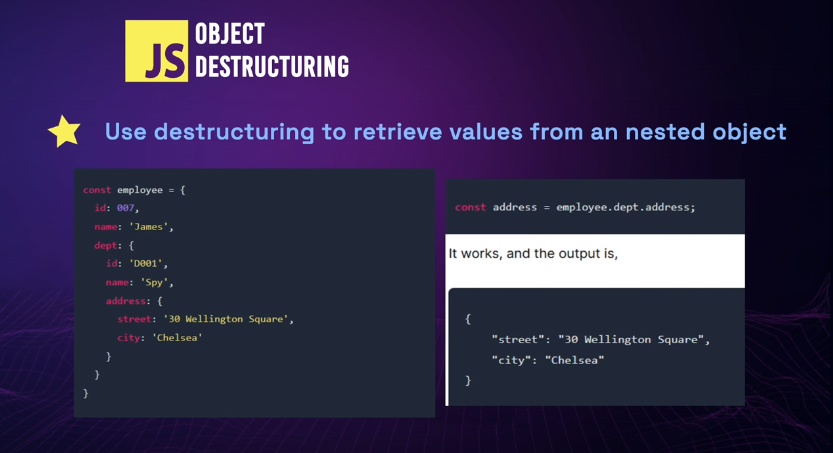 JS OBJECT
DESTRUCTURING
Use destructuring to retrieve values from an nested object
const employee = {
id: 007,
name: 'James',
dept: {
id: 'D001',
name: 'Spy',
address: {
street: '30 Wellington Square',
city: 'Chelsea'
}
}
}
const address = employee.dept.address;
It works, and the output is,
{
"street": "30 Wellington Square",
"city": "Chelsea"
}